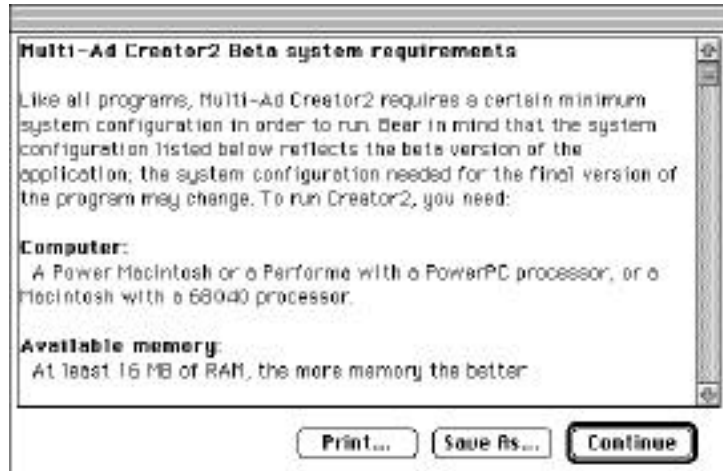 Multi-Ad Creator2 Beta system requirements
Like all programs, Multi-Ad Creator2 requires a certain minimum
system configuration in order to run. Bear in mind that the system
configuration listed below reflects the beta version of the
application; the system configuration needed for the final version of
the program may change. To run Creator2, you need:
Computer:
A Power Macintosh or a Performa with a PowerPC processor, or a
Macintosh with a 68040 processor.
Available memory:
At least 16 MB of RAM, the more memory the better
Print... Save As... Continue